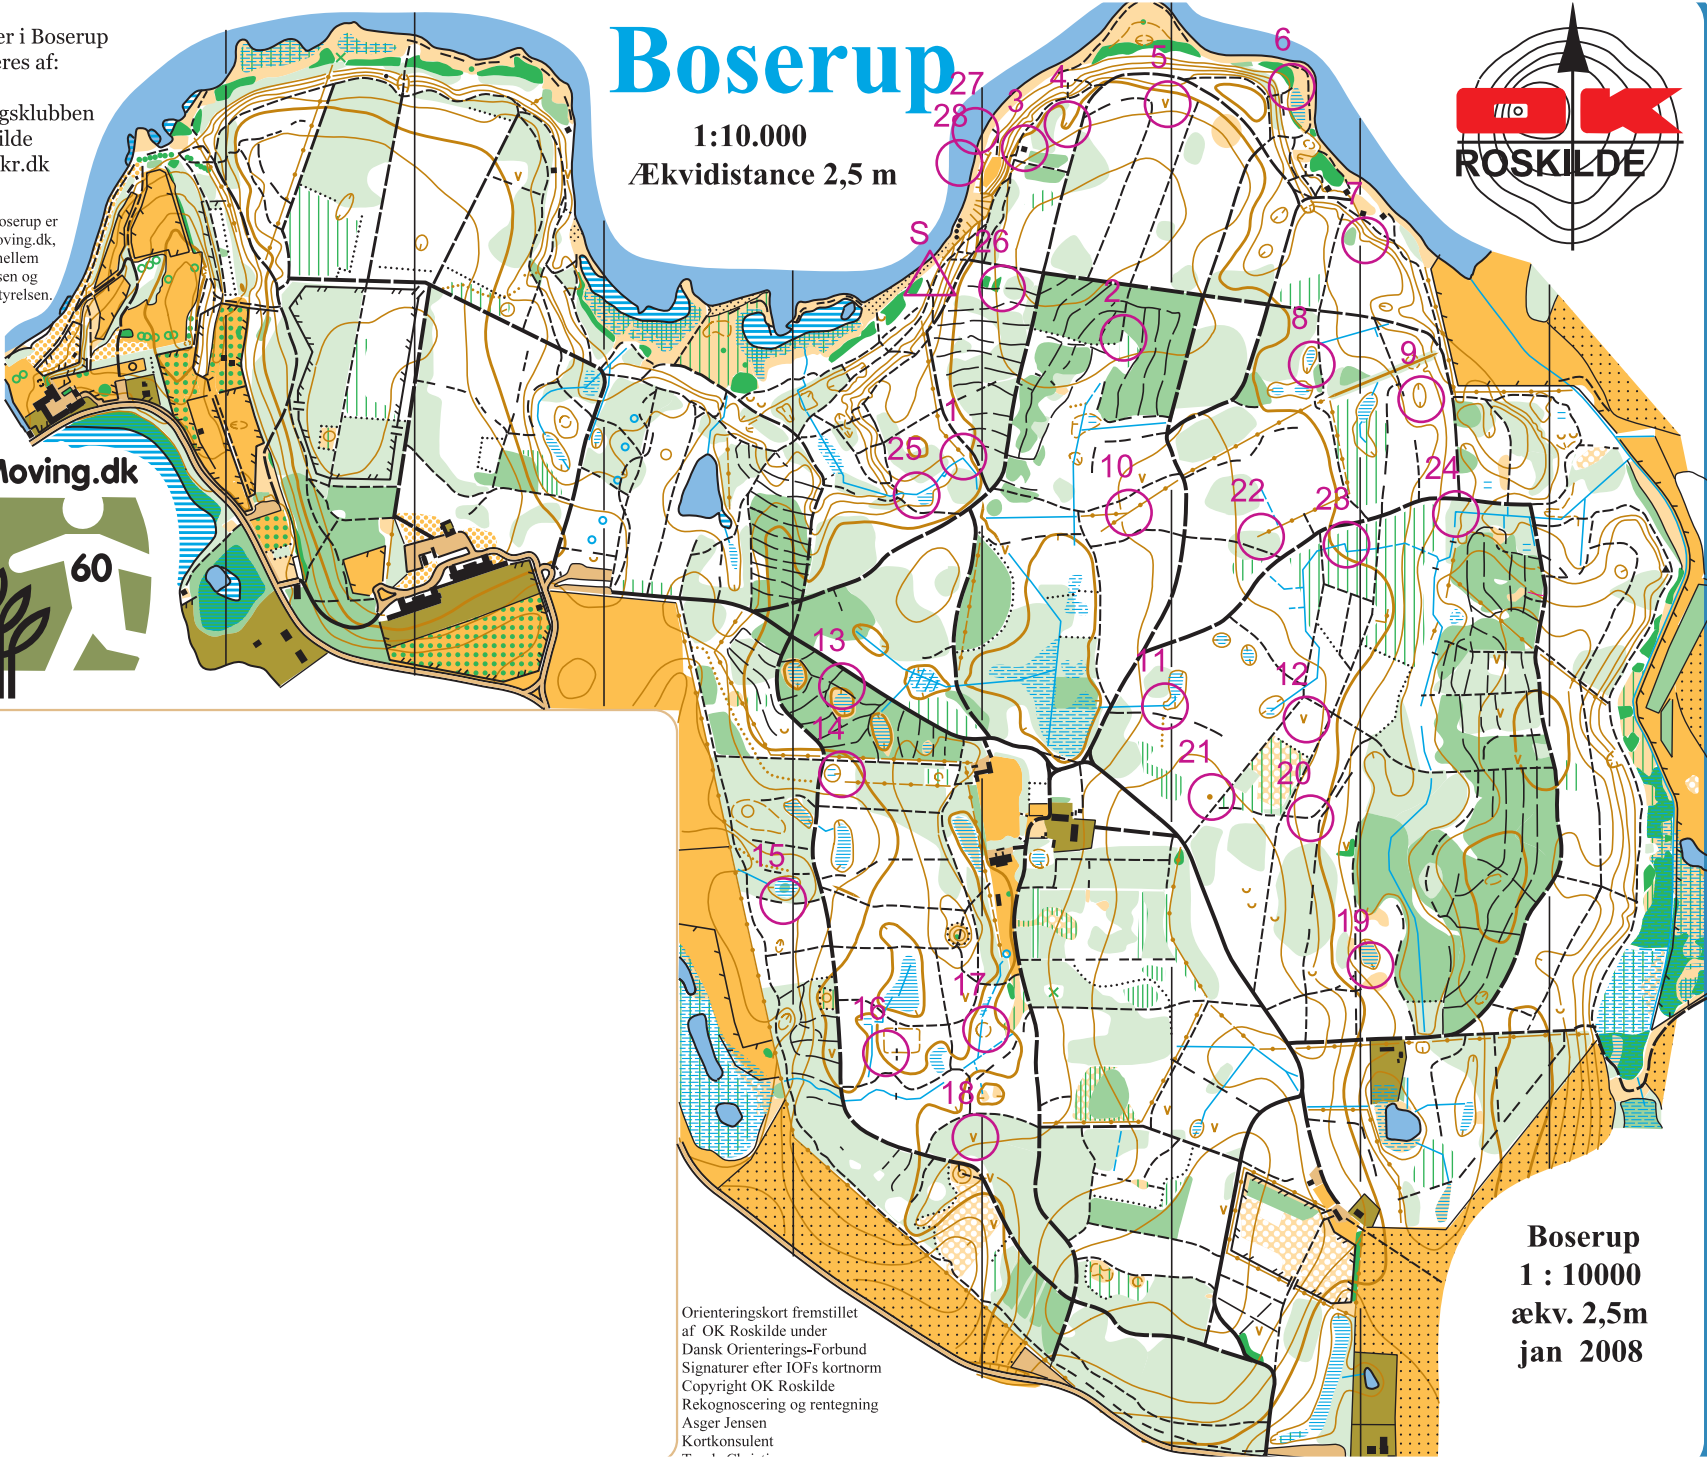 er i Boserup
eres af:
gsklubben
ilde
kr.dk
oserup er
oving.dk,
nellem
sen og
tyrelsen.
Boserup
1:10.000
Ækvidistance 2,5 m
OK
ROSKILDE
Moving.dk
60
S
1
2
3
4
5
6
7
8
9
10
11
12
13
14
15
16
17
18
19
20
21
22
23
24
25
26
27
28
Boserup
1 : 10000
ækv. 2,5m
jan 2008
Orienteringskort fremstillet
af OK Roskilde under
Dansk Orienterings-Forbund
Signaturer efter IOFs kortnorm
Copyright OK Roskilde
Rekognoscering og rentegning
Asger Jensen
Kortkonsulent